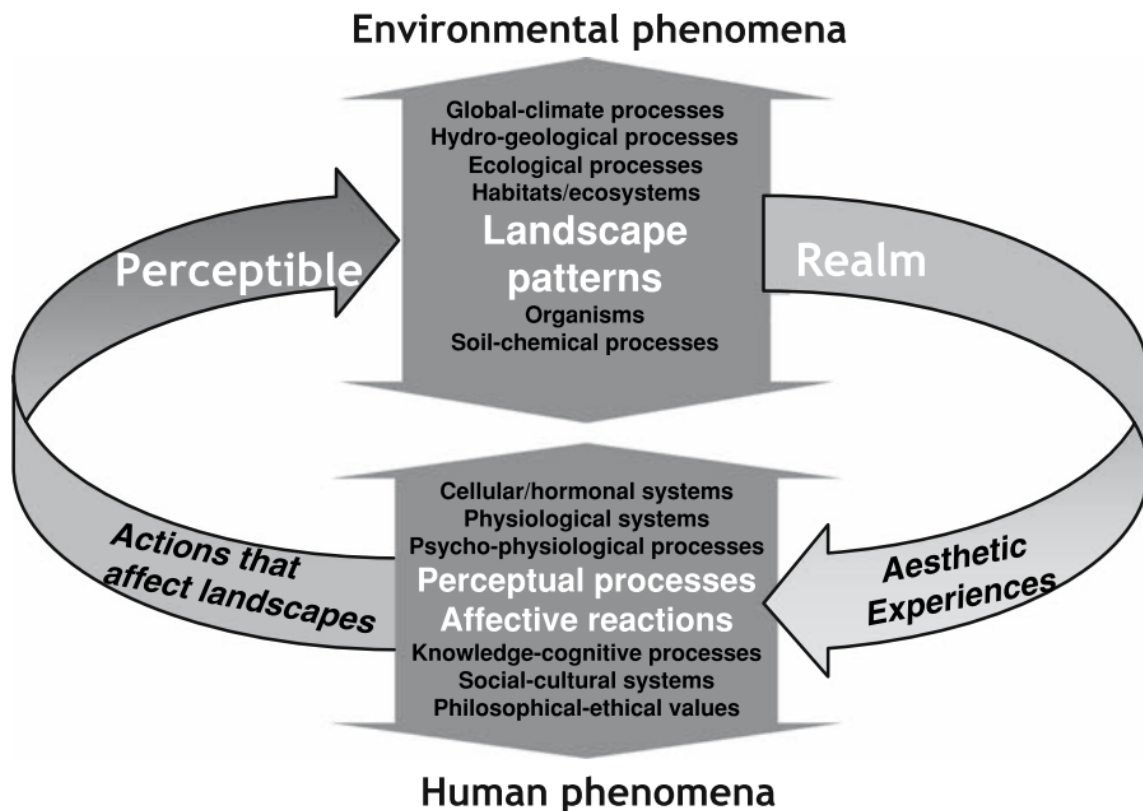 Environmental phenomena
Global-climate processes
Hydro-geological processes
Ecological processes
Habitats/ecosystems
Landscape
patterns
Organisms
Soil-chemical processes
Perceptible
Realm
Cellular/hormonal systems
Physiological systems
Psycho-physiological processes
Perceptual processes
Affective reactions
Knowledge-cognitive processes
Social-cultural systems
Philosophical-ethical values
Actions that
affect landscapes
Aesthetic
Experiences
Human phenomena